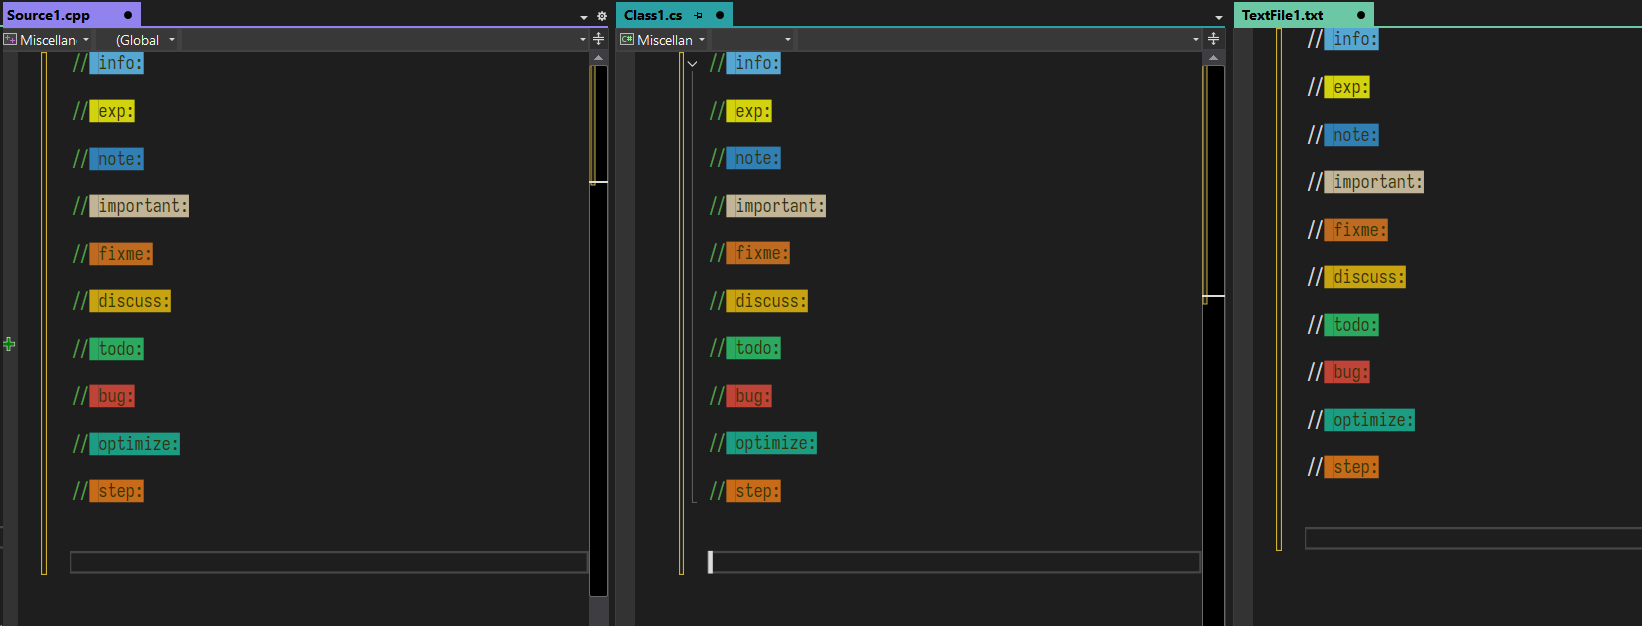 Source1.cpp
Miscellan
(Global
// info:
// exp:
// note:
// important:
// fixme:
// discuss:
// todo:
// bug:
// optimize:
// step:
Class1.cs
C# Miscellan
// info:
// exp:
// note:
// important:
// fixme:
// discuss:
// todo:
// bug:
// optimize:
// step:
TextFile1.txt
// info:
// exp:
// note:
// important:
// fixme:
// discuss:
// todo:
// bug:
// optimize:
// step: